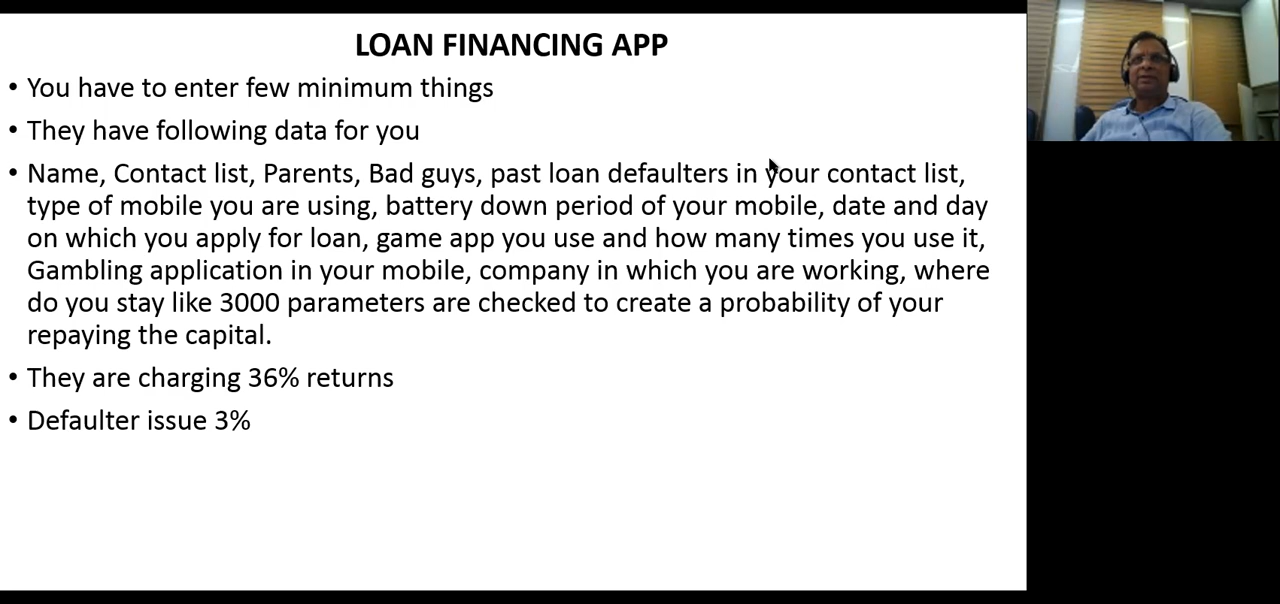 LOAN FINANCING APP
• You have to enter few minimum things
• They have following data for you
• Name, Contact list, Parents, Bad guys, past loan defaulters in your contact list,
type of mobile you are using, battery down period of your mobile, date and day
on which you apply for loan, game app you use and how many times you use it,
Gambling application in your mobile, company in which you are working, where
do you stay like 3000 parameters are checked to create a probability of your
repaying the capital.
• They are charging 36% returns
• Defaulter issue 3%